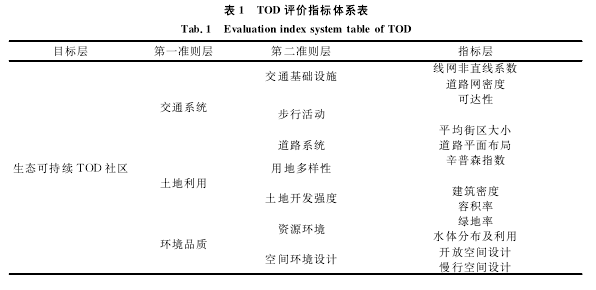 表 1 TOD 评价指标体系表
Tab. 1 Evaluation index system table of TOD
目标层 第一准则层 第二准则层 指标层
线网非直线系数
交通基础设施
道路网密度
可达性
交通系统
步行活动
平均街区大小
道路系统 道路平面布局
辛普森指数
生态可持续 TOD 社区 用地多样性
土地利用
建筑密度
土地开发强度
容积率
绿地率
资源环境
水体分布及利用
环境品质
开放空间设计
空间环境设计
慢行空间设计